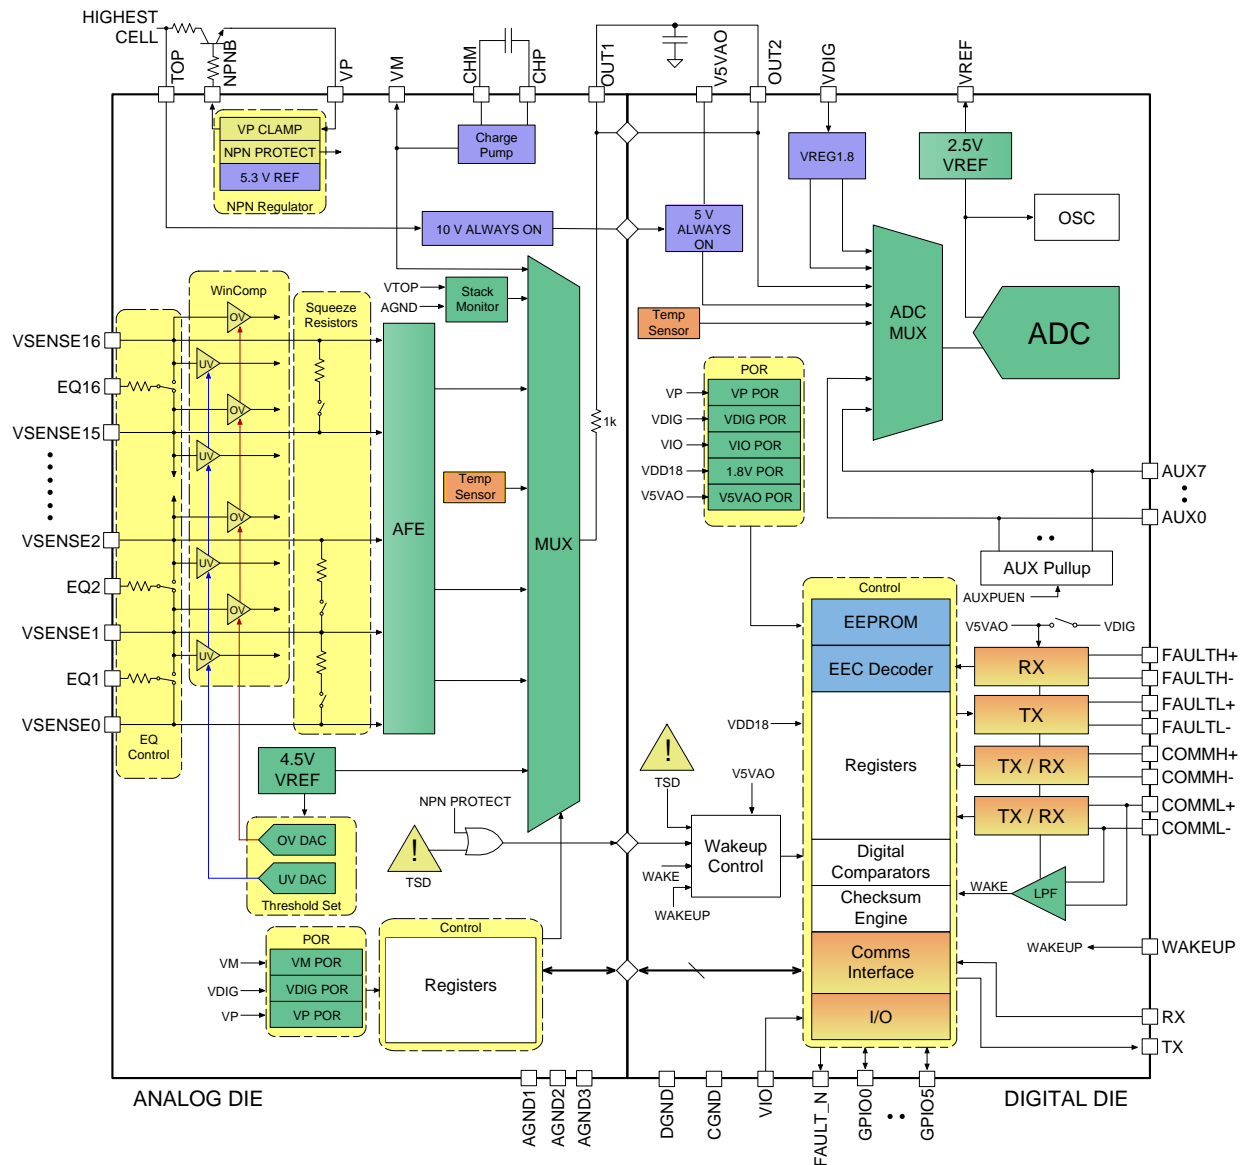 HIGHEST
CELL
TOP
NPNB
VP
VM
CHM
CHP
OUT1
V5VAO
OUT2
VDIG
VREF
VP CLAMP
NPN PROTECT
5.3 V REF
NPN Regulator
Charge
Pump
VREG1.8
2.5V
VREF
OSC
10 V ALWAYS ON
5 V
ALWAYS
ON
WinComp
Squeeze
Resistors
VTOP
AGND
Stack
Monitor
Temp
Sensor
ADC
MUX
ADC
OV
UV
OV
UV
OV
UV
OV
UV
VSENSE16
EQ16
VSENSE15
VSENSE2
EQ2
VSENSE1
EQ1
VSENSE0
EQ
Control
AFE
Temp
Sensor
MUX
1k
POR
VP
VP POR
VDIG
VDIG POR
VIO
VIO POR
VDD18
1.8V POR
V5VAO
V5VAO POR
AUX7
AUX0
AUX Pullup
AUXPUEN
V5VAO
VDIG
Control
EEPROM
EEC Decoder
VDD18
Registers
Digital
Comparators
Checksum
Engine
Comms
Interface
I/O
RX
TX
TX / RX
TX / RX
LPF
WAKE
FAULTH+
FAULTH-
FAULTL+
FAULTL-
COMMH+
COMMH-
COMML+
COMML-
WAKEUP
WAKEUP
RX
TX
4.5V
VREF
OV DAC
UV DAC
Threshold Set
NPN PROTECT
!
TSD
!
TSD
V5VAO
Wakeup
Control
WAKE
WAKEUP
POR
VM
VM POR
VDIG
VDIG POR
VP
VP POR
Control
Registers
ANALOG DIE
AGND1
AGND2
AGND3
DGND
CGND
VIO
FAULT_N
GPIO0
GPIO5
DIGITAL DIE